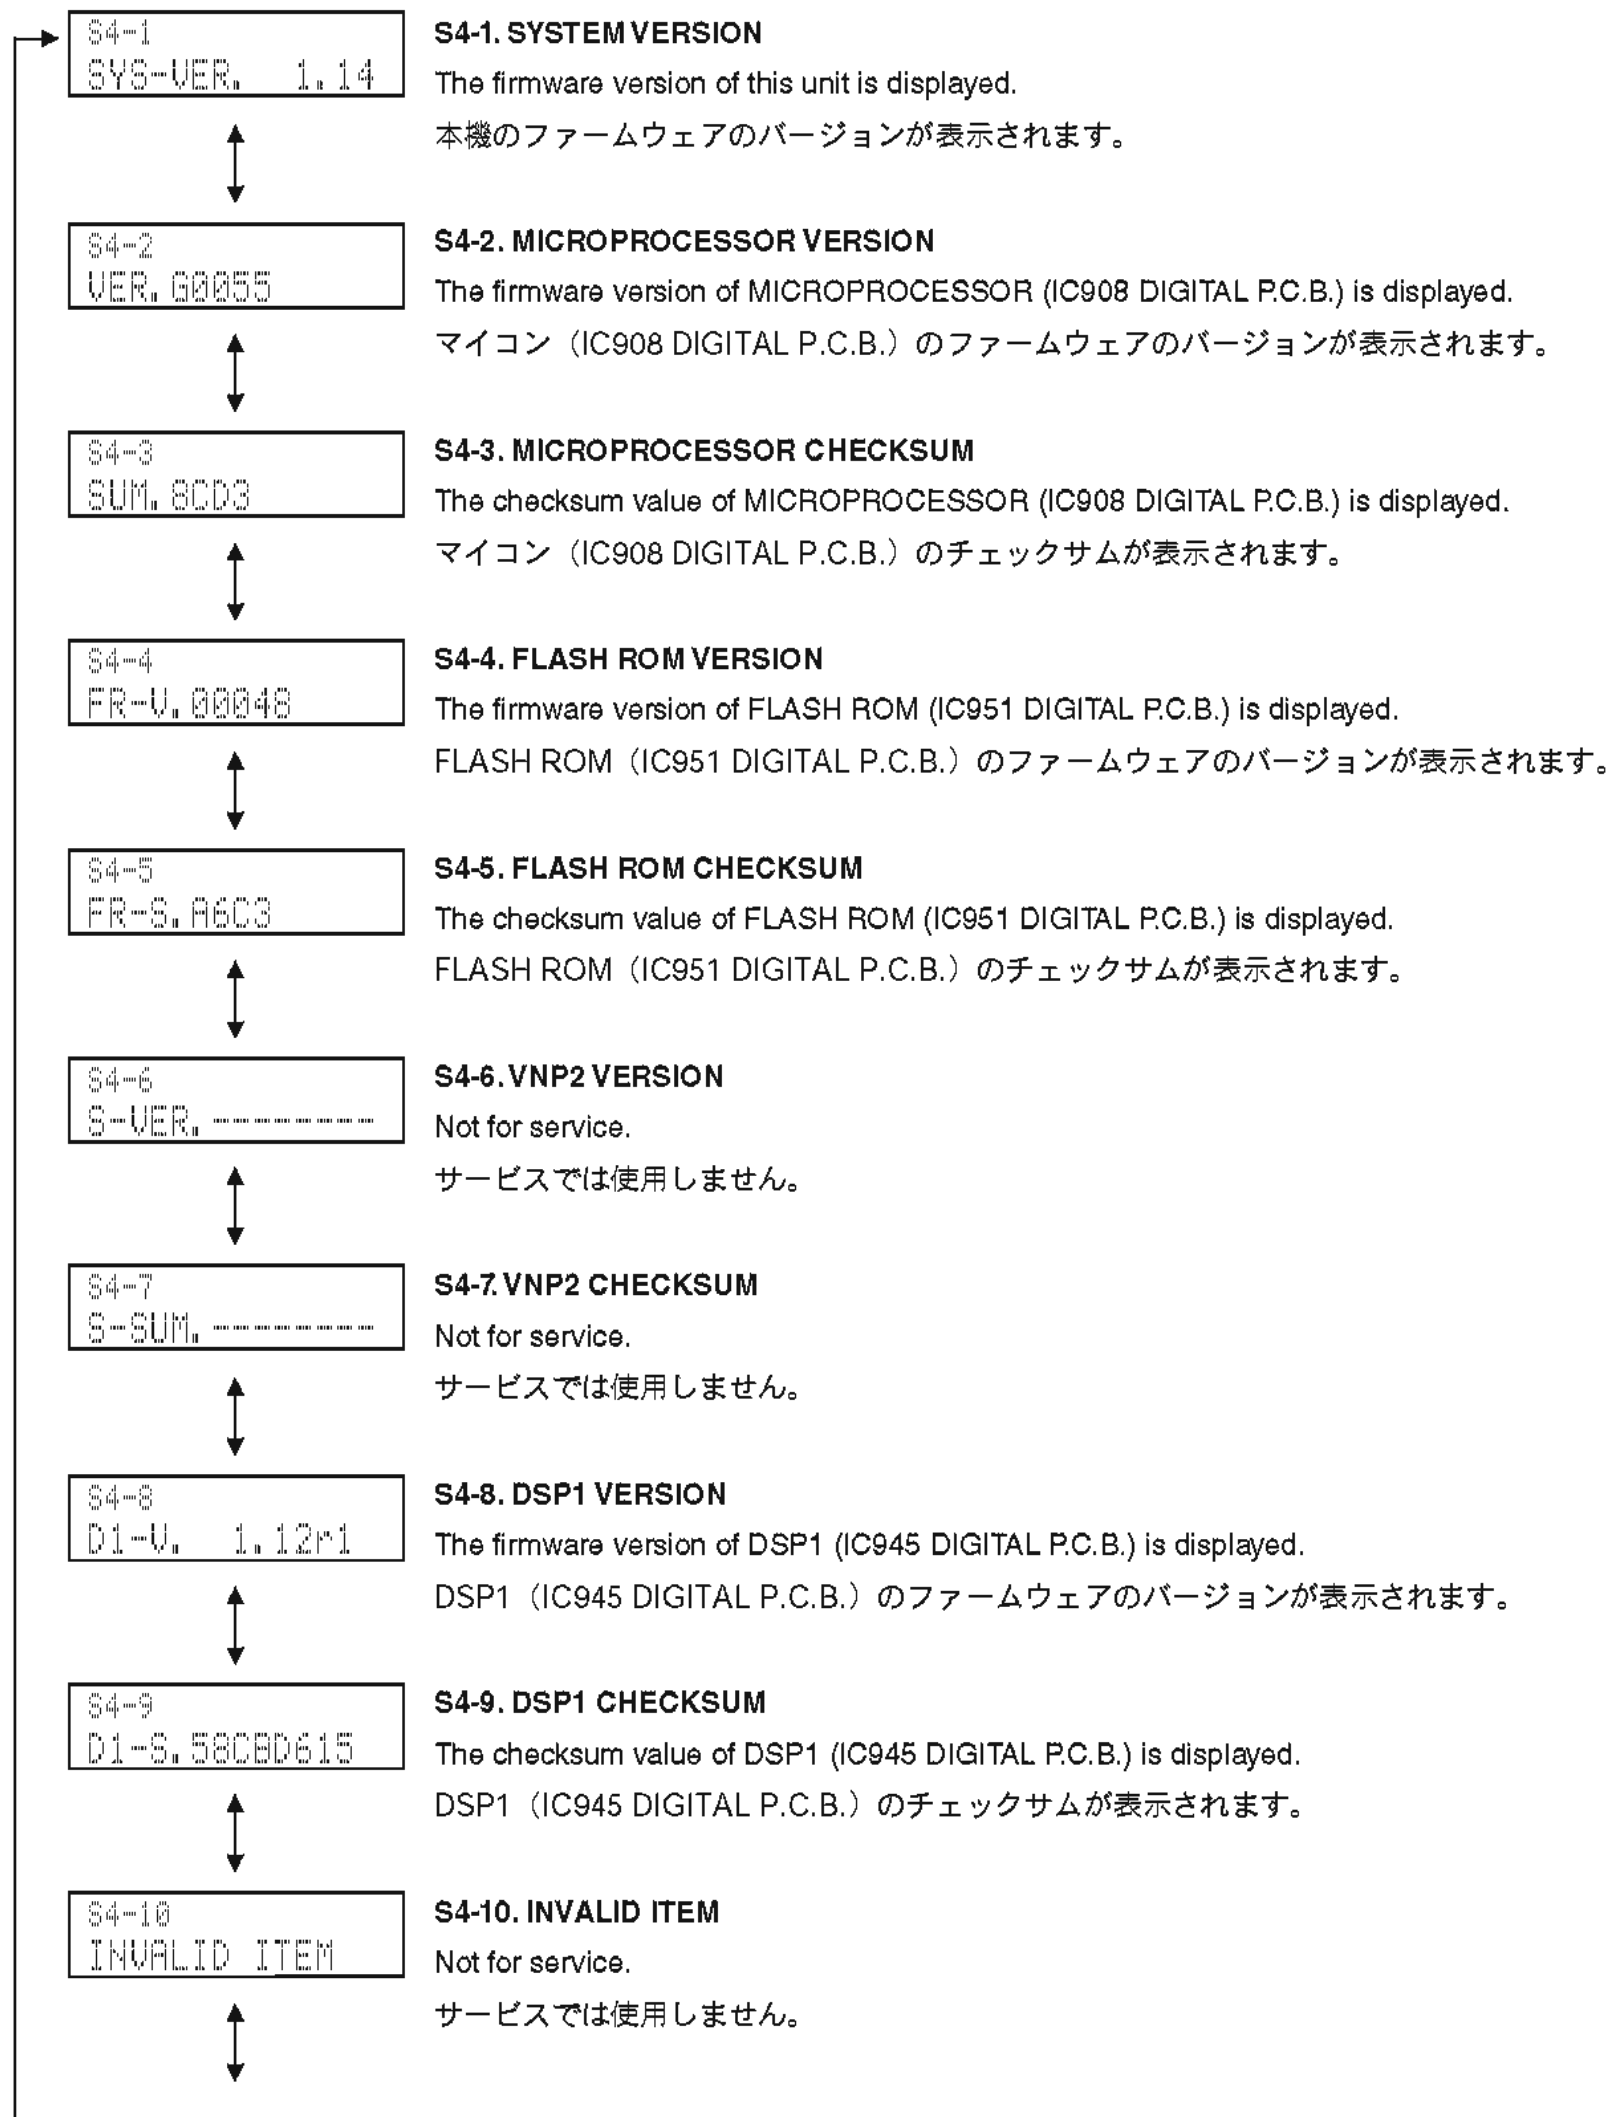 S4-1
SYS-VER. 1.14
S4-1. SYSTEM VERSION
The firmware version of this unit is displayed.
本機のファームウェアのバージョンが表示されます。
S4-2
VER.G0055
S4-2. MICROPROCESSOR VERSION
The firmware version of MICROPROCESSOR (IC908 DIGITAL P.C.B.) is displayed.
マイコン（IC908 DIGITAL P.C.B.）のファームウェアのバージョンが表示されます。
S4-3
SUM.8CD3
S4-3. MICROPROCESSOR CHECKSUM
The checksum value of MICROPROCESSOR (IC908 DIGITAL P.C.B.) is displayed.
マイコン（IC908 DIGITAL P.C.B.）のチェックサムが表示されます。
S4-4
FR-V.00048
S4-4. FLASH ROM VERSION
The firmware version of FLASH ROM (IC951 DIGITAL P.C.B.) is displayed.
FLASH ROM（IC951 DIGITAL P.C.B.）のファームウェアのバージョンが表示されます。
S4-5
FR-S.A6C3
S4-5. FLASH ROM CHECKSUM
The checksum value of FLASH ROM (IC951 DIGITAL P.C.B.) is displayed.
FLASH ROM（IC951 DIGITAL P.C.B.）のチェックサムが表示されます。
S4-6
S-VER.--------
S4-6. VNP2 VERSION
Not for service.
サービスでは使用しません。
S4-7
S-SUM.--------
S4-7. VNP2 CHECKSUM
Not for service.
サービスでは使用しません。
S4-8
D1-V. 1.12r1
S4-8. DSP1 VERSION
The firmware version of DSP1 (IC945 DIGITAL P.C.B.) is displayed.
DSP1（IC945 DIGITAL P.C.B.）のファームウェアのバージョンが表示されます。
S4-9
D1-S.58CBD615
S4-9. DSP1 CHECKSUM
The checksum value of DSP1 (IC945 DIGITAL P.C.B.) is displayed.
DSP1（IC945 DIGITAL P.C.B.）のチェックサムが表示されます。
S4-10
INVALID ITEM
S4-10. INVALID ITEM
Not for service.
サービスでは使用しません。